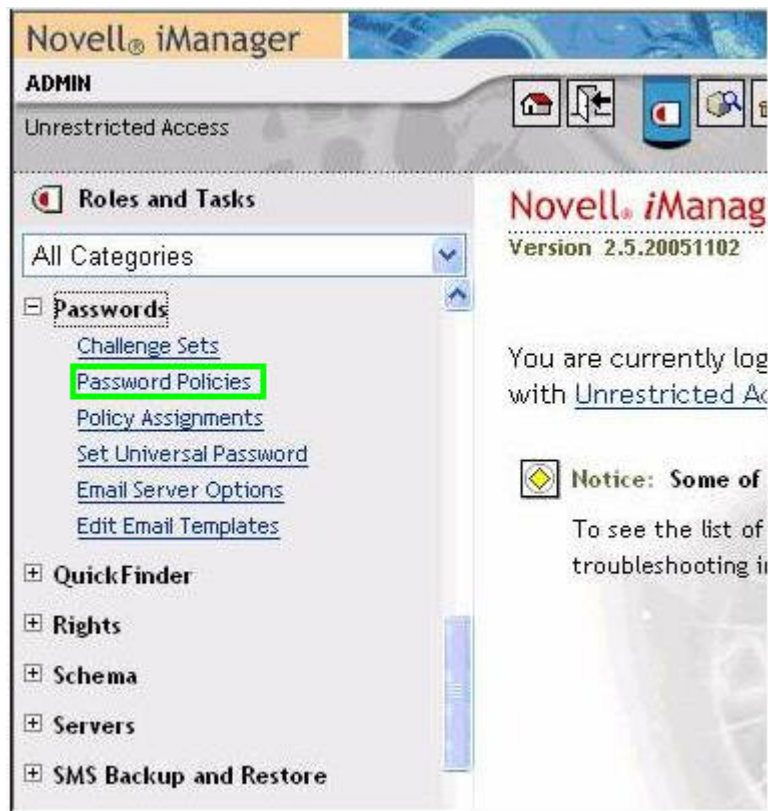 Novell® iManager
ADMIN
Unrestricted Access
Roles and Tasks
All Categories
Passwords
Challenge Sets
Password Policies
Policy Assignments
Set Universal Password
Email Server Options
Edit Email Templates
QuickFinder
Rights
Schema
Servers
SMS Backup and Restore
Novell® iManag
Version 2.5.20051102
You are currently log
with Unrestricted Ac
Notice: Some of
To see the list of
troubleshooting in